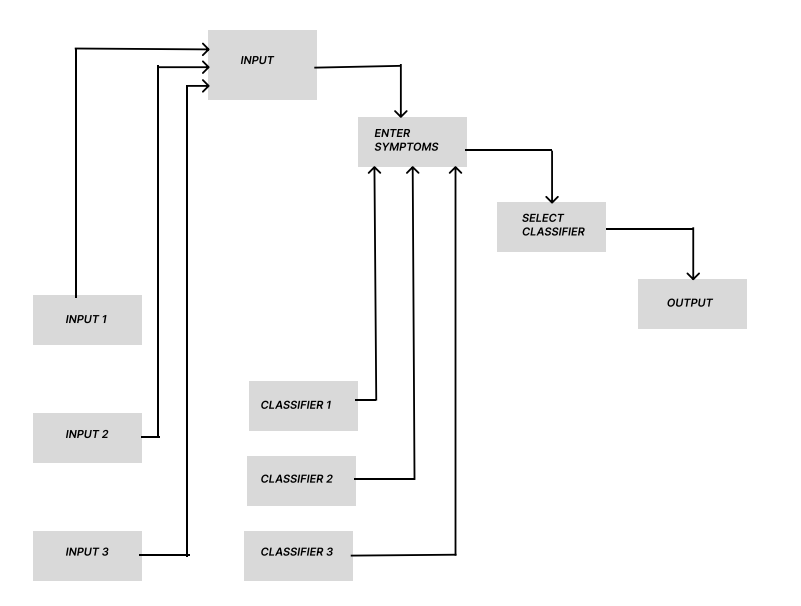 INPUT
ENTER
SYMPTOMS
SELECT
CLASSIFIER
OUTPUT
INPUT 1
INPUT 2
INPUT 3
CLASSIFIER 1
CLASSIFIER 2
CLASSIFIER 3